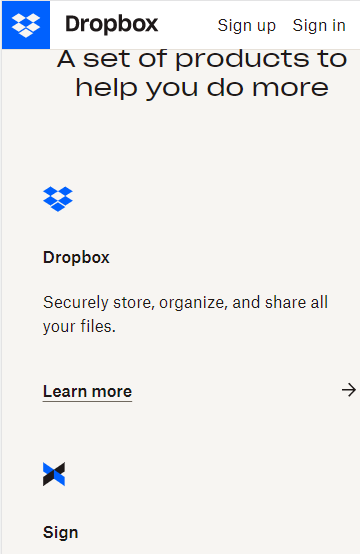 Dropbox
Sign up
Sign in
A set of products to
help you do more
Dropbox
Securely store, organize, and share all
your files.
Learn more
Sign